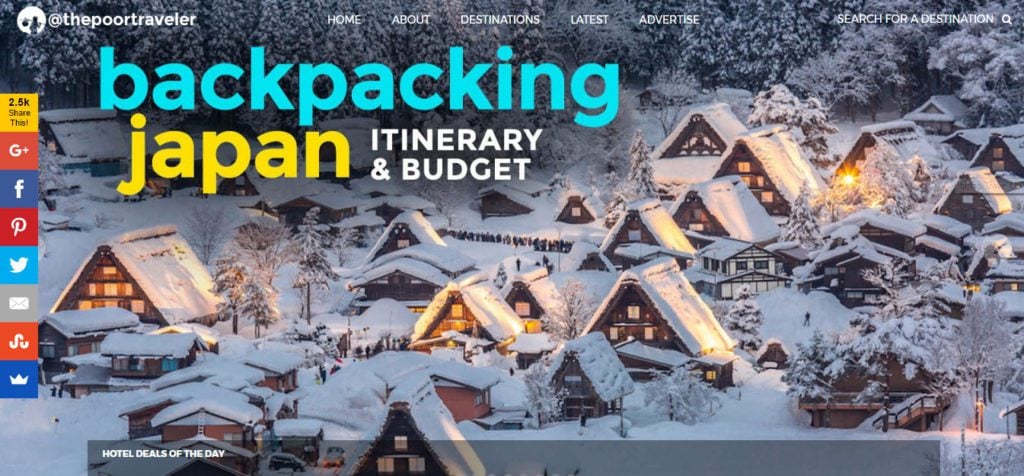 @thepoortraveler
HOME ABOUT DESTINATIONS LATEST ADVERTISE
SEARCH FOR A DESTINATION
backpacking
japan
ITINERARY
& BUDGET
2.5k
Share
This!
G+
f
HOTEL DEALS OF THE DAY